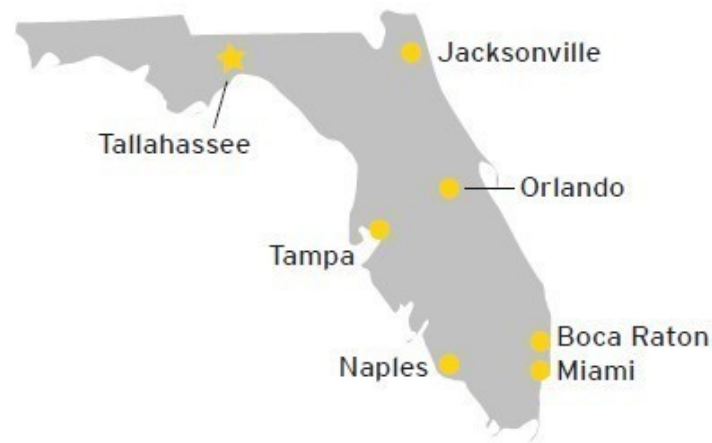 Jacksonville
Tallahassee
Orlando
Tampa
Boca Raton
Naples
Miami